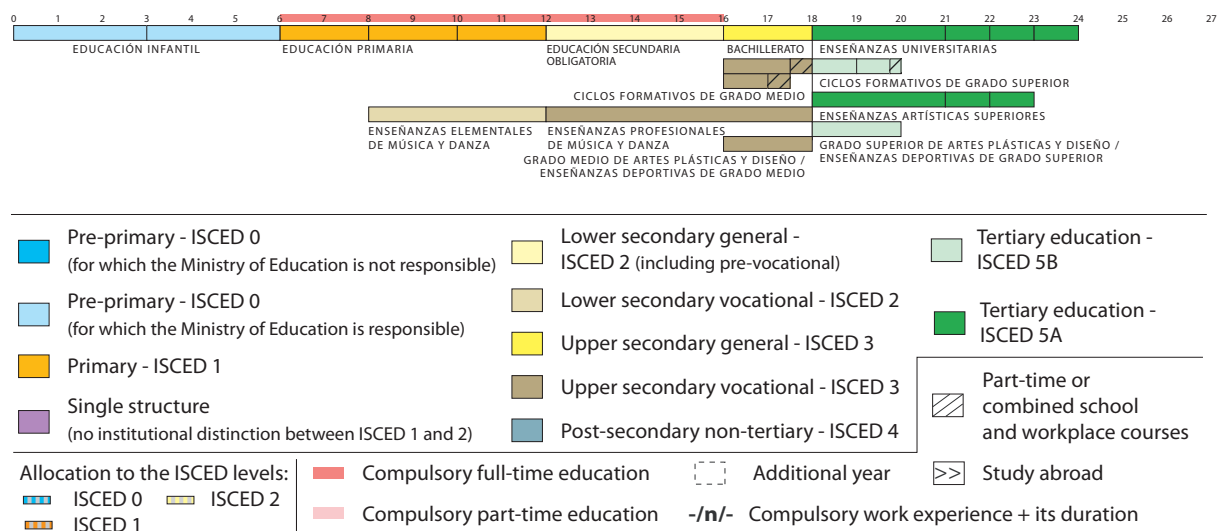 0 1 2 3 4 5 6 7 8 9 10 11 12 13 14 15 16 17 18 19 20 21 22 23 24 25 26 27
EDUCACIÓN INFANTIL
EDUCACIÓN PRIMARIA
EDUCACIÓN SECUNDARIA
OBLIGATORIA
BACHILLERATO
ENSEÑANZAS UNIVERSITARIAS
CICLOS FORMATIVOS DE GRADO MEDIO
CICLOS FORMATIVOS DE GRADO SUPERIOR
ENSEÑANZAS ARTÍSTICAS SUPERIORES
ENSEÑANZAS ELEMENTALES
DE MÚSICA Y DANZA
ENSEÑANZAS PROFESIONALES
DE MÚSICA Y DANZA
GRADO MEDIO DE ARTES PLÁSTICAS Y DISEÑO /
ENSEÑANZAS DEPORTIVAS DE GRADO MEDIO
GRADO SUPERIOR DE ARTES PLÁSTICAS Y DISEÑO /
ENSEÑANZAS DEPORTIVAS DE GRADO SUPERIOR
Pre-primary - ISCED 0
(for which the Ministry of Education is not responsible)
Pre-primary - ISCED 0
(for which the Ministry of Education is responsible)
Primary - ISCED 1
Single structure
(no institutional distinction between ISCED 1 and 2)
Lower secondary general -
ISCED 2 (including pre-vocational)
Lower secondary vocational - ISCED 2
Upper secondary general - ISCED 3
Upper secondary vocational - ISCED 3
Post-secondary non-tertiary - ISCED 4
Tertiary education -
ISCED 5B
Tertiary education -
ISCED 5A
Part-time or
combined school
and workplace courses
Allocation to the ISCED levels:
ISCED 0 ISCED 2
ISCED 1
Compulsory full-time education
Additional year
>> Study abroad
Compulsory part-time education
-/n/- Compulsory work experience + its duration